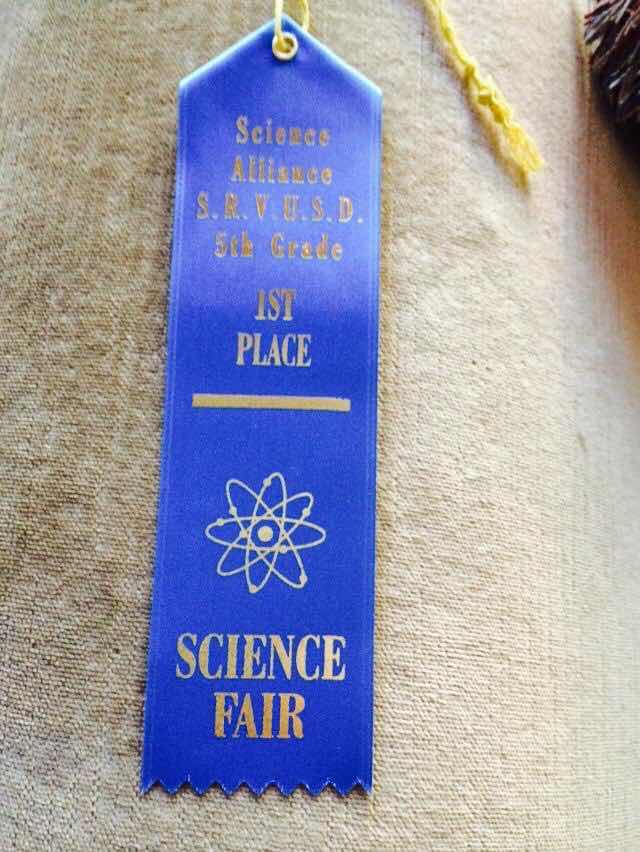 Science
Alliance
S.R.V.U.S.D.
5th Grade
1ST
PLACE
SCIENCE
FAIR